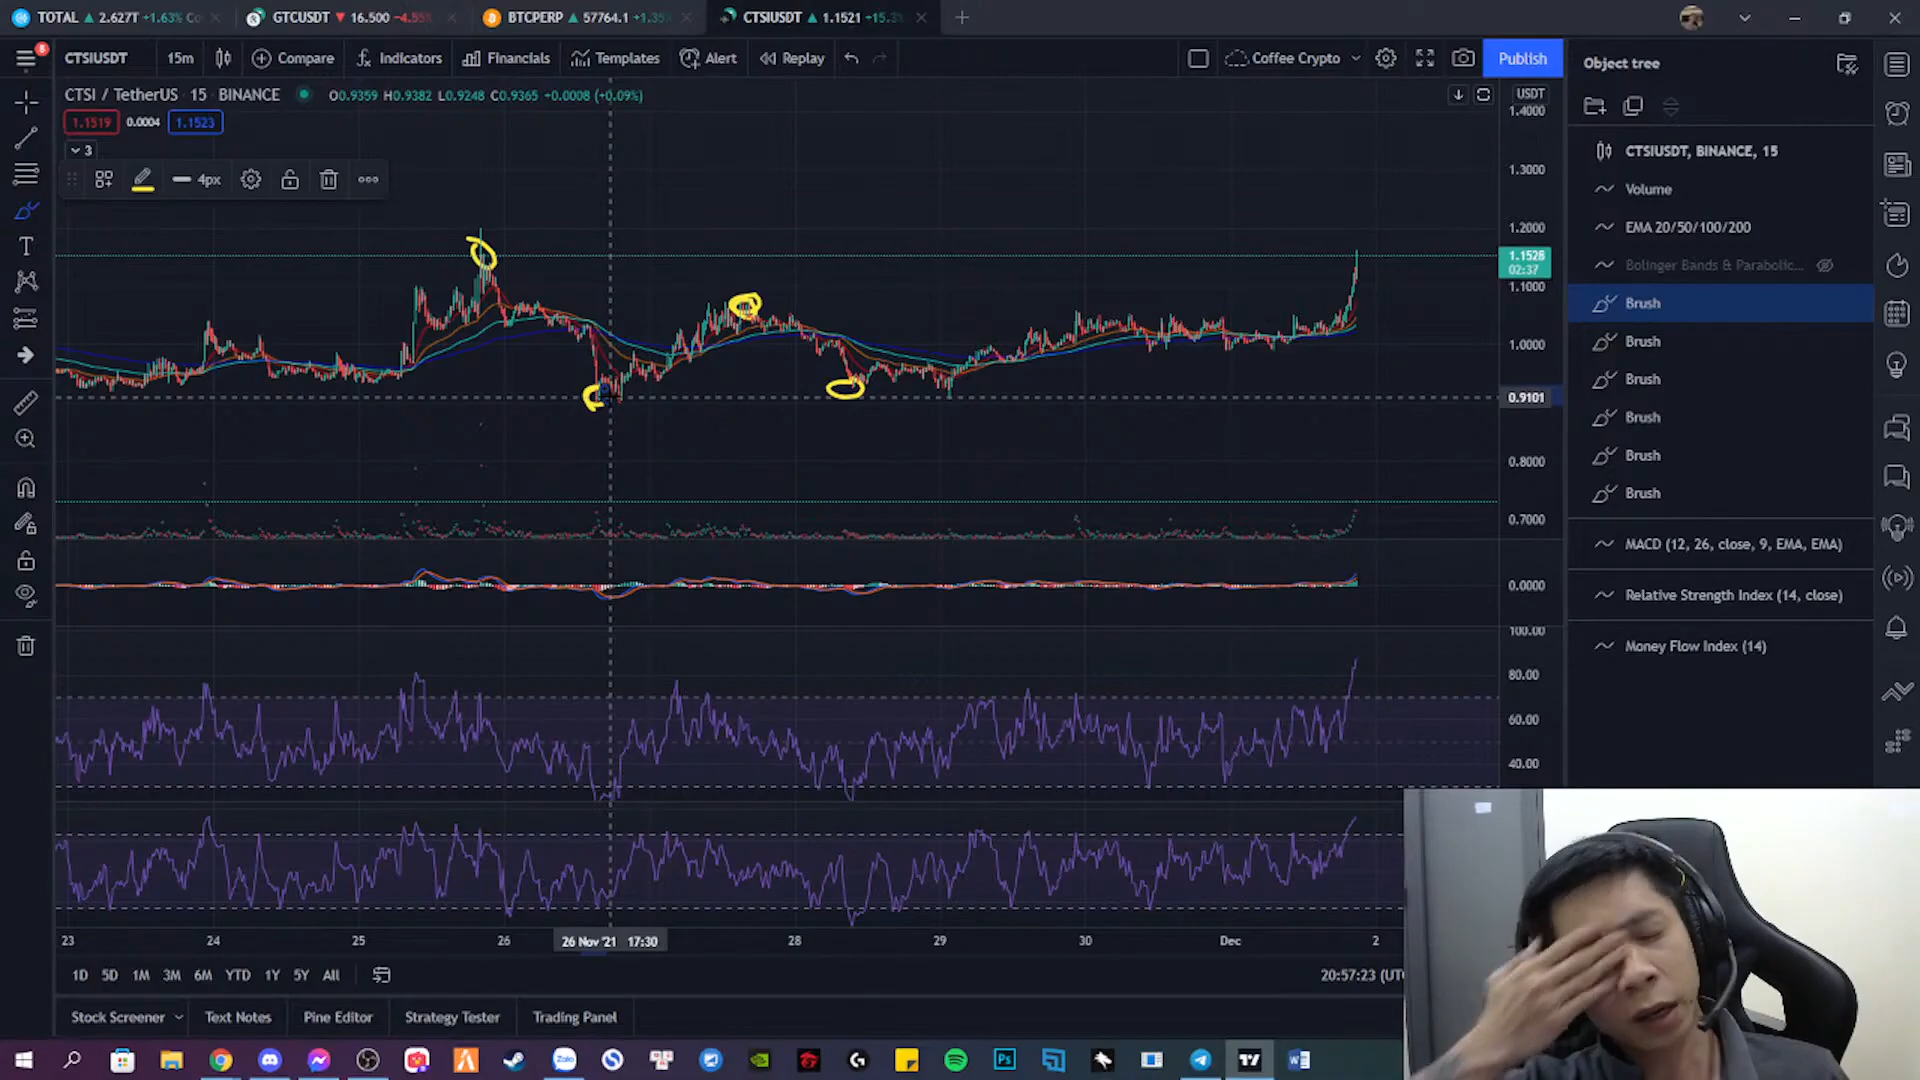 TOTAL ▲ 2.627T +1.63% Co
GTCUSDT ▼ 16.500 -4.55%
BTCPERP ▲ 57764.1 +1.35%
CTSIUSDT ▲ 1.1521 +15.3%
CTSIUSDT 15m Compare Indicators Financials Templates Alert Replay Coffee Crypto Publish
8
Object tree
CTSI / TetherUS · 15 · BINANCE O0.9359 H0.9382 L0.9248 C0.9365 +0.0008 (+0.09%)
1.1519 0.0004 1.1523
3
4px
USDT
1.4000
1.3000
1.2000
1.1528
02:37
1.1000
1.0000
0.9101
0.8000
0.7000
0.0000
100.00
80.00
60.00
40.00
CTSIUSDT, BINANCE, 15
Volume
EMA 20/50/100/200
Bolinger Bands & Parabolic...
Brush
Brush
Brush
Brush
Brush
Brush
MACD (12, 26, close, 9, EMA, EMA)
Relative Strength Index (14, close)
Money Flow Index (14)
23 24 25 26 26 Nov '21 17:30 28 29 30 Dec 2
1D 5D 1M 3M 6M YTD 1Y 5Y All
20:57:23 (UTC
Stock Screener Text Notes Pine Editor Strategy Tester Trading Panel
Zalo
Ps